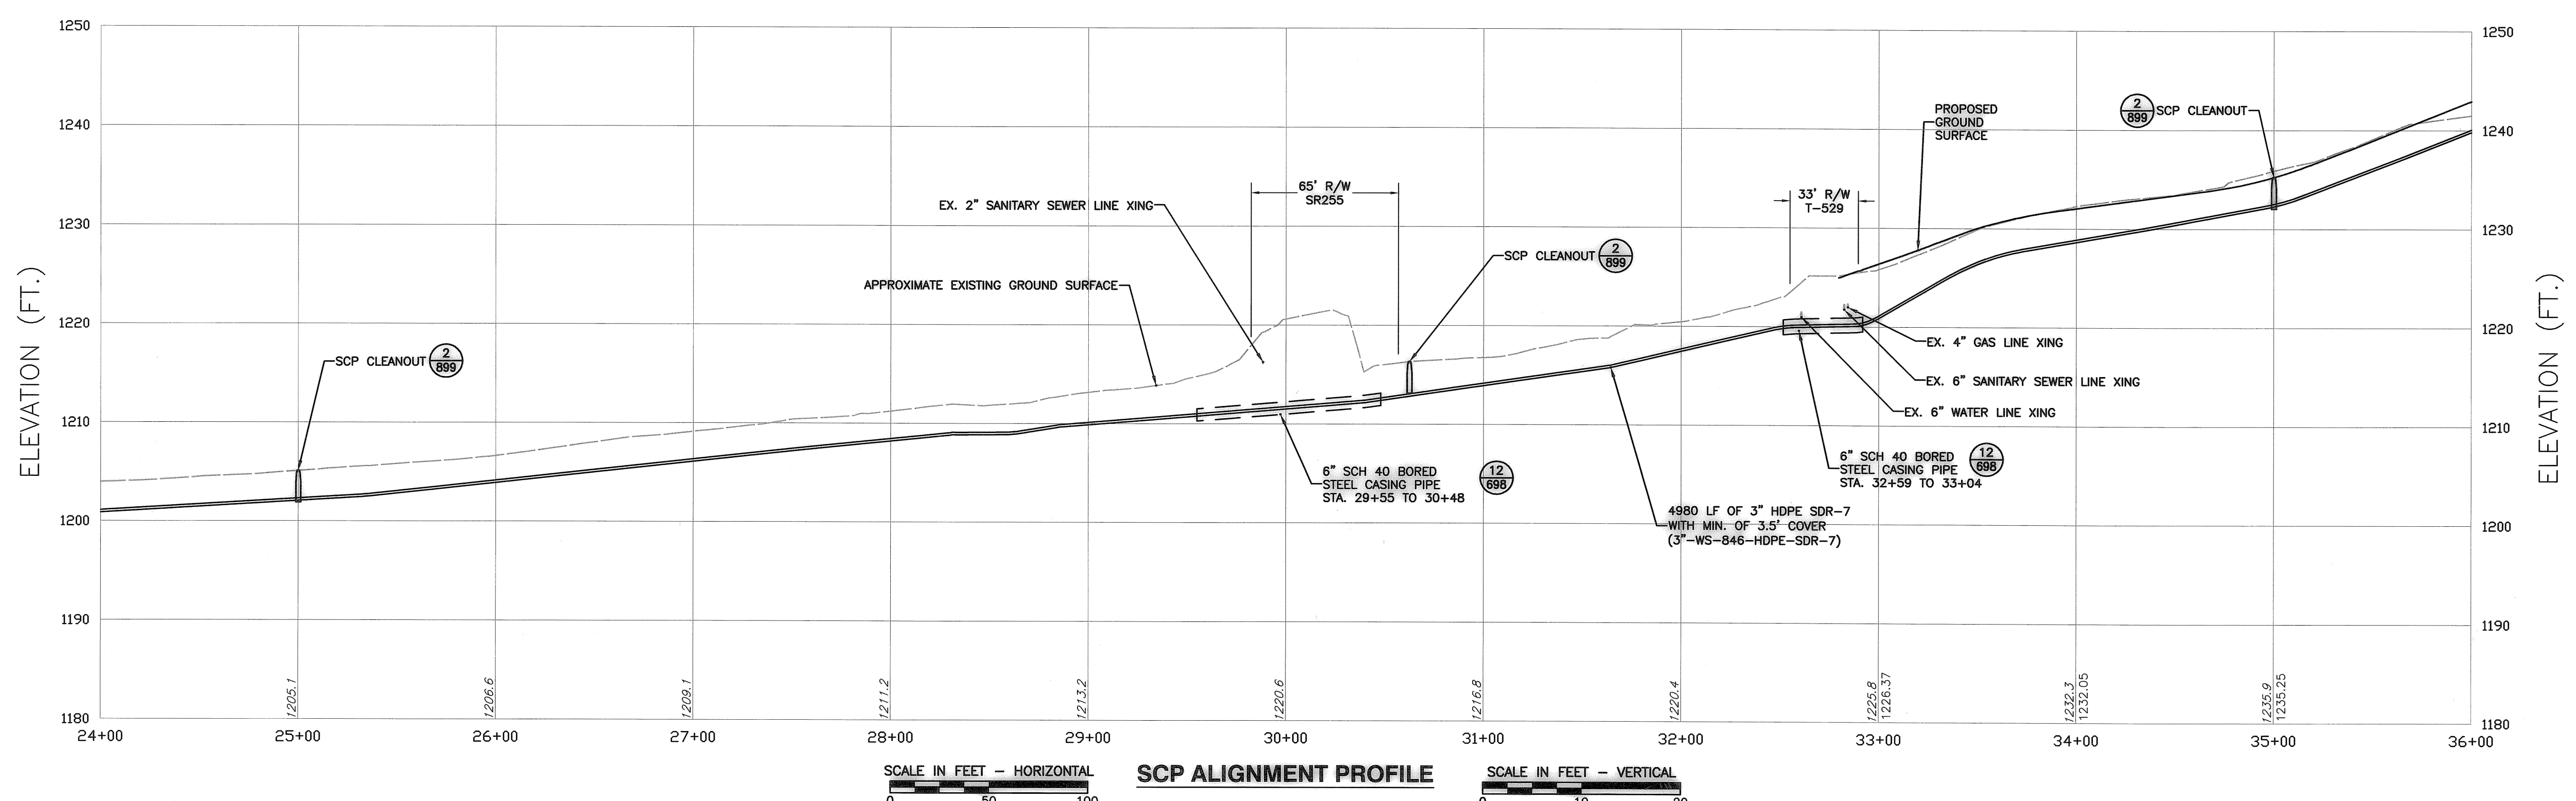 1250
1250
1240
1240
1230
1230
1220
1220
1210
1210
1200
1200
1190
1190
1180
1180
ELEVATION (FT.)
ELEVATION (FT.)
SCP CLEANOUT
2
899
APPROXIMATE EXISTING GROUND SURFACE
EX. 2" SANITARY SEWER LINE XING
65' R/W
SR255
SCP CLEANOUT
2
899
6" SCH 40 BORED
STEEL CASING PIPE
STA. 29+55 TO 30+48
12
698
4980 LF OF 3" HDPE SDR-7
WITH MIN. OF 3.5' COVER
(3"-WS-846-HDPE-SDR-7)
33' R/W
T-529
PROPOSED
GROUND
SURFACE
2
899
SCP CLEANOUT
EX. 4" GAS LINE XING
EX. 6" SANITARY SEWER LINE XING
EX. 6" WATER LINE XING
6" SCH 40 BORED
STEEL CASING PIPE
STA. 32+59 TO 33+04
12
698
1205.1
1206.6
1209.1
1211.2
1213.2
1220.6
1216.8
1220.4
1225.8
1226.37
1232.3
1232.05
1235.9
1235.25
24+00
25+00
26+00
27+00
28+00
29+00
30+00
31+00
32+00
33+00
34+00
35+00
36+00
SCALE IN FEET - HORIZONTAL
0 50 100
SCP ALIGNMENT PROFILE
SCALE IN FEET - VERTICAL
0 10 20